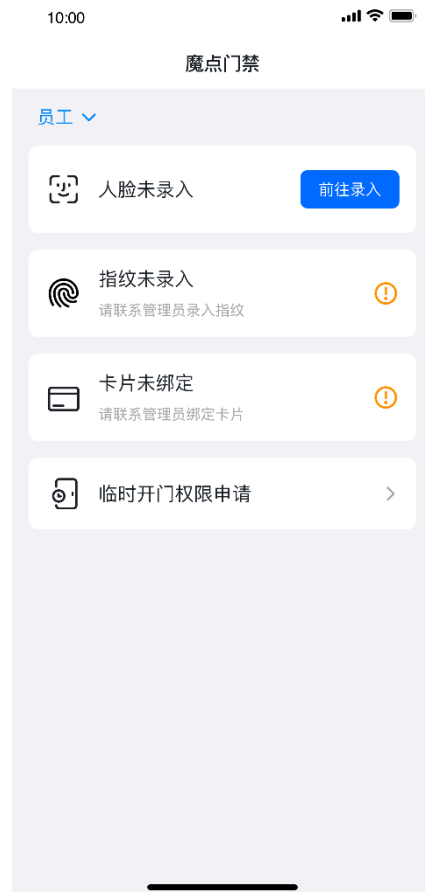 10:00
魔点门禁
员工
人脸未录入
前往录入
指纹未录入
请联系管理员录入指纹
卡片未绑定
请联系管理员绑定卡片
临时开门权限申请